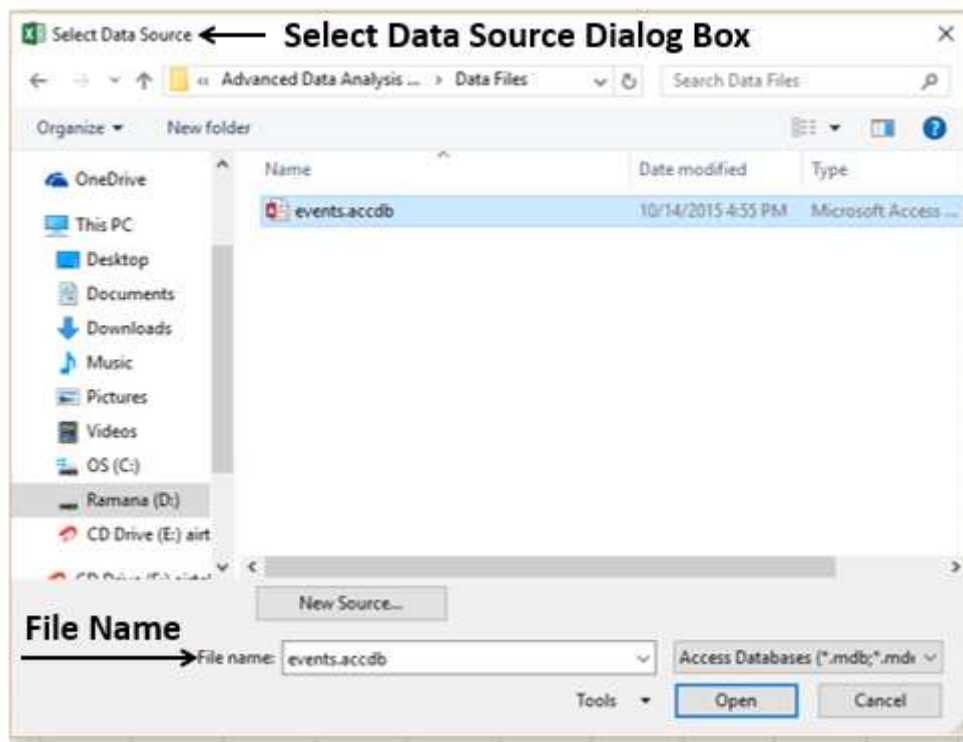 Select Data Source
Select Data Source Dialog Box
« Advanced Data Analysis ... › Data Files
Search Data Files
Organize
New folder
Name
Date modified
Type
OneDrive
events.accdb
10/14/2015 4:55 PM
Microsoft Access ...
This PC
Desktop
Documents
Downloads
Music
Pictures
Videos
OS (C:)
Ramana (D:)
CD Drive (E:) airt
New Source...
File Name
File name:
events.accdb
Access Databases (*.mdb;*.mde
Tools
Open
Cancel